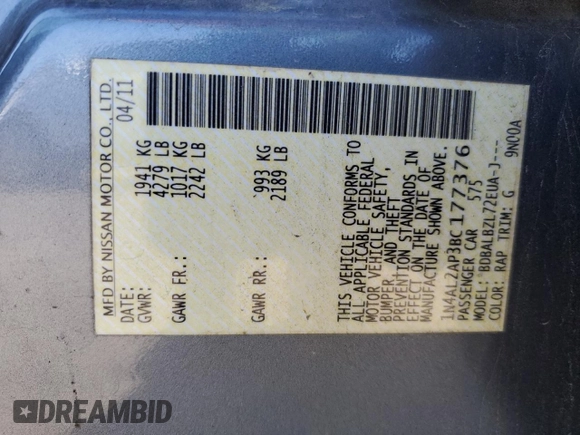 MFD BY NISSAN MOTOR CO., LTD.
DATE: 04/11
GVWR: 1941 KG
4279 LB
GAWR FR: 1017 KG
2242 LB
GAWR RR: 993 KG
2189 LB
THIS VEHICLE CONFORMS TO
ALL APPLICABLE FEDERAL
MOTOR VEHICLE SAFETY,
BUMPER, AND THEFT
PREVENTION STANDARDS IN
EFFECT ON THE DATE OF
MANUFACTURE SHOWN ABOVE.
1N4AL2AP3BC177376
PASSENGER CAR 575
MODEL: BDBALBZL72EUA-J---
COLOR: RAP TRIM: G 9N00A
$DREAMBID